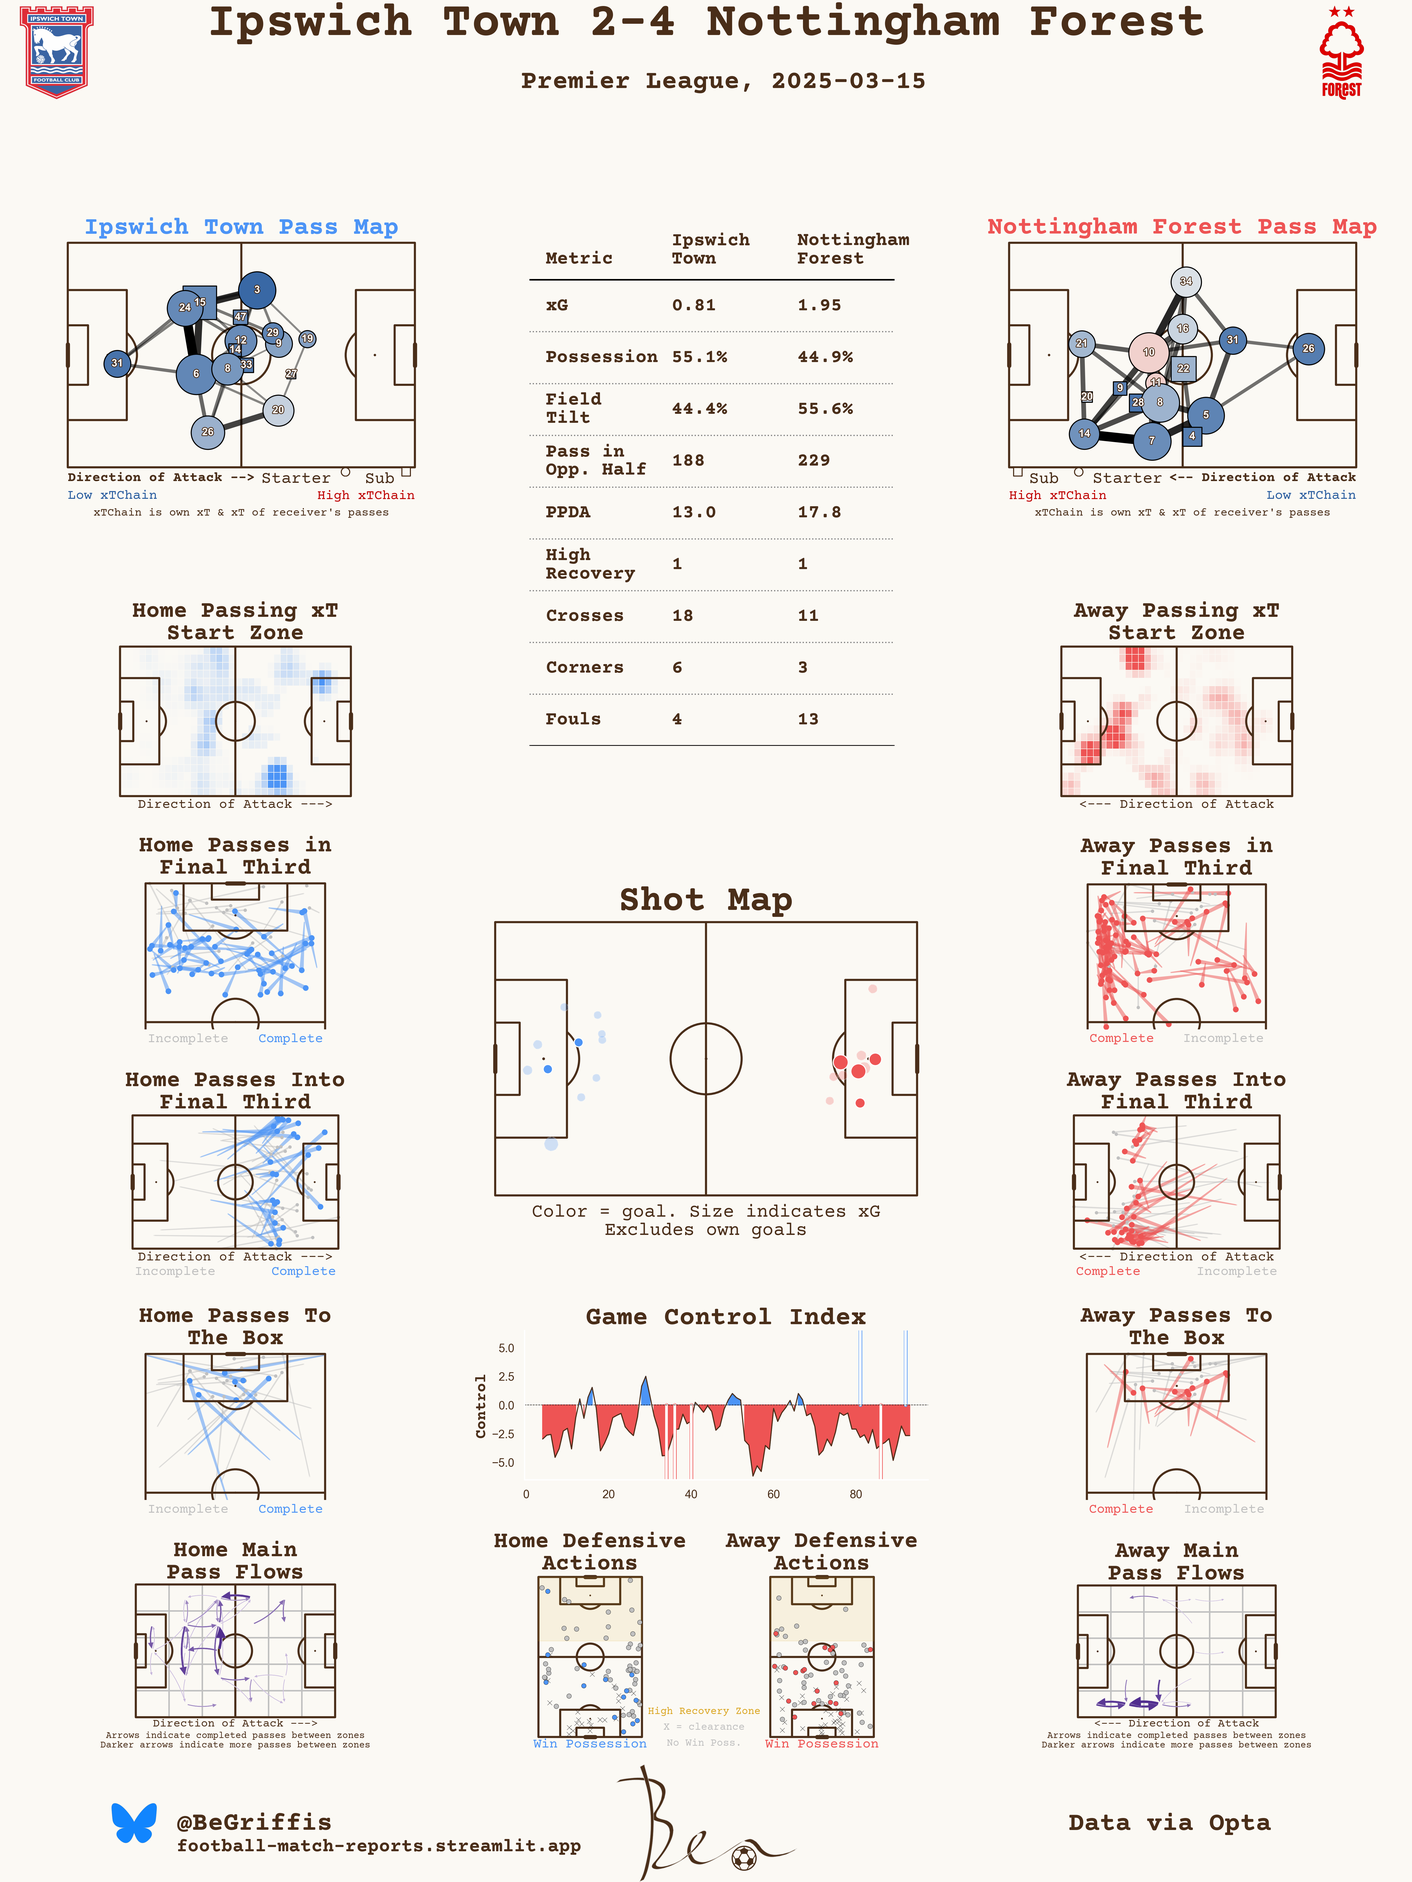 Ipswich Town 2-4 Nottingham Forest
Premier League, 2025-03-15
IPSWICH TOWN
FOOTBALL CLUB
FOREST
Ipswich Town Pass Map
3
15
24
47
29
19
12
9
14
31
6
8
33
27
20
26
Direction of Attack --> Starter Sub
Low xTChain High xTChain
xTChain is own xT & xT of receiver's passes
Metric Ipswich Town Nottingham Forest
xG 0.81 1.95
Possession 55.1% 44.9%
Field Tilt 44.4% 55.6%
Pass in Opp. Half 188 229
PPDA 13.0 17.8
High Recovery 1 1
Crosses 18 11
Corners 6 3
Fouls 4 13
Nottingham Forest Pass Map
34
16
21
10
31
26
22
11
9
20
28
8
5
14
7
4
Sub Starter <-- Direction of Attack
High xTChain Low xTChain
xTChain is own xT & xT of receiver's passes
Home Passing xT
Start Zone
Direction of Attack --->
Away Passing xT
Start Zone
<--- Direction of Attack
Home Passes in
Final Third
Incomplete Complete
Away Passes in
Final Third
Complete Incomplete
Shot Map
Color = goal. Size indicates xG
Excludes own goals
Home Passes Into
Final Third
Direction of Attack --->
Incomplete Complete
Away Passes Into
Final Third
<--- Direction of Attack
Complete Incomplete
Home Passes To
The Box
Incomplete Complete
Game Control Index
Control
5.0
2.5
0.0
−2.5
−5.0
0 20 40 60 80
Away Passes To
The Box
Complete Incomplete
Home Main
Pass Flows
Direction of Attack --->
Arrows indicate completed passes between zones
Darker arrows indicate more passes between zones
Home Defensive
Actions
Win Possession
Away Defensive
Actions
Win Possession
High Recovery Zone
X = clearance
No Win Poss.
Away Main
Pass Flows
<--- Direction of Attack
Arrows indicate completed passes between zones
Darker arrows indicate more passes between zones
@BeGriffis
football-match-reports.streamlit.app
Ben
Data via Opta